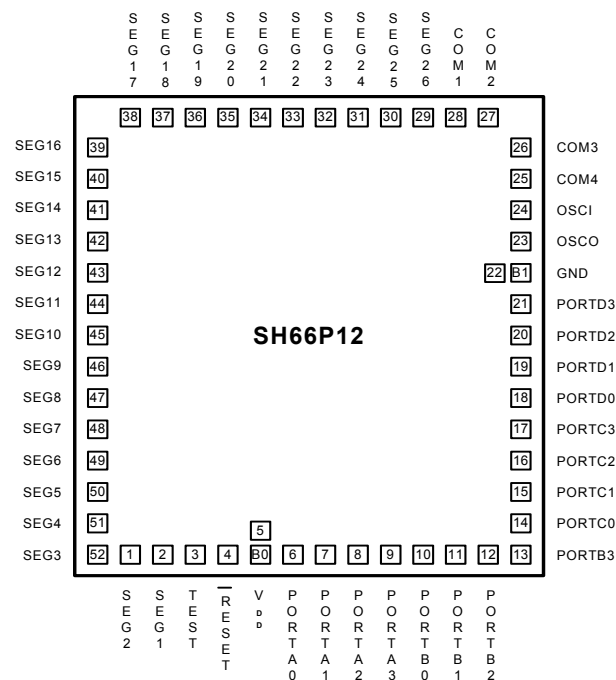 SEG17 SEG18 SEG19 SEG20 SEG21 SEG22 SEG23 SEG24 SEG25 SEG26 COM1 COM2
38 37 36 35 34 33 32 31 30 29 28 27
SEG16 39 26 COM3
SEG15 40 25 COM4
SEG14 41 24 OSCI
SEG13 42 23 OSCO
SEG12 43 22 B1 GND
SEG11 44 21 PORTD3
SEG10 45 SH66P12 20 PORTD2
SEG9 46 19 PORTD1
SEG8 47 18 PORTD0
SEG7 48 17 PORTC3
SEG6 49 16 PORTC2
SEG5 50 15 PORTC1
SEG4 51 14 PORTC0
5
SEG3 52 1 2 3 4 B0 6 7 8 9 10 11 12 13 PORTB3
SEG2 SEG1 TEST RESET VDD PORTA0 PORTA1 PORTA2 PORTA3 PORTB0 PORTB1 PORTB2